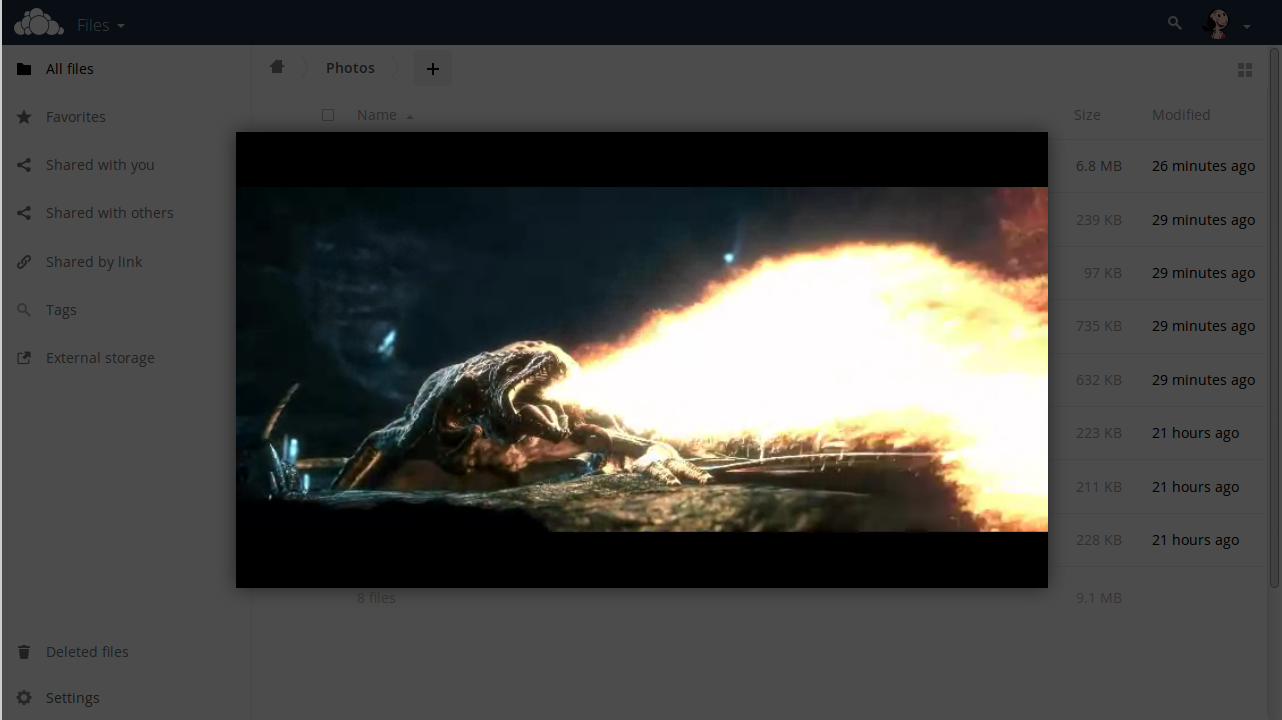 Files
All files
Favorites
Shared with you
Shared with others
Shared by link
Tags
External storage
Deleted files
Settings
Photos
+
Name Size Modified
6.8 MB 26 minutes ago
239 KB 29 minutes ago
97 KB 29 minutes ago
735 KB 29 minutes ago
632 KB 29 minutes ago
223 KB 21 hours ago
211 KB 21 hours ago
228 KB 21 hours ago
8 files 9.1 MB